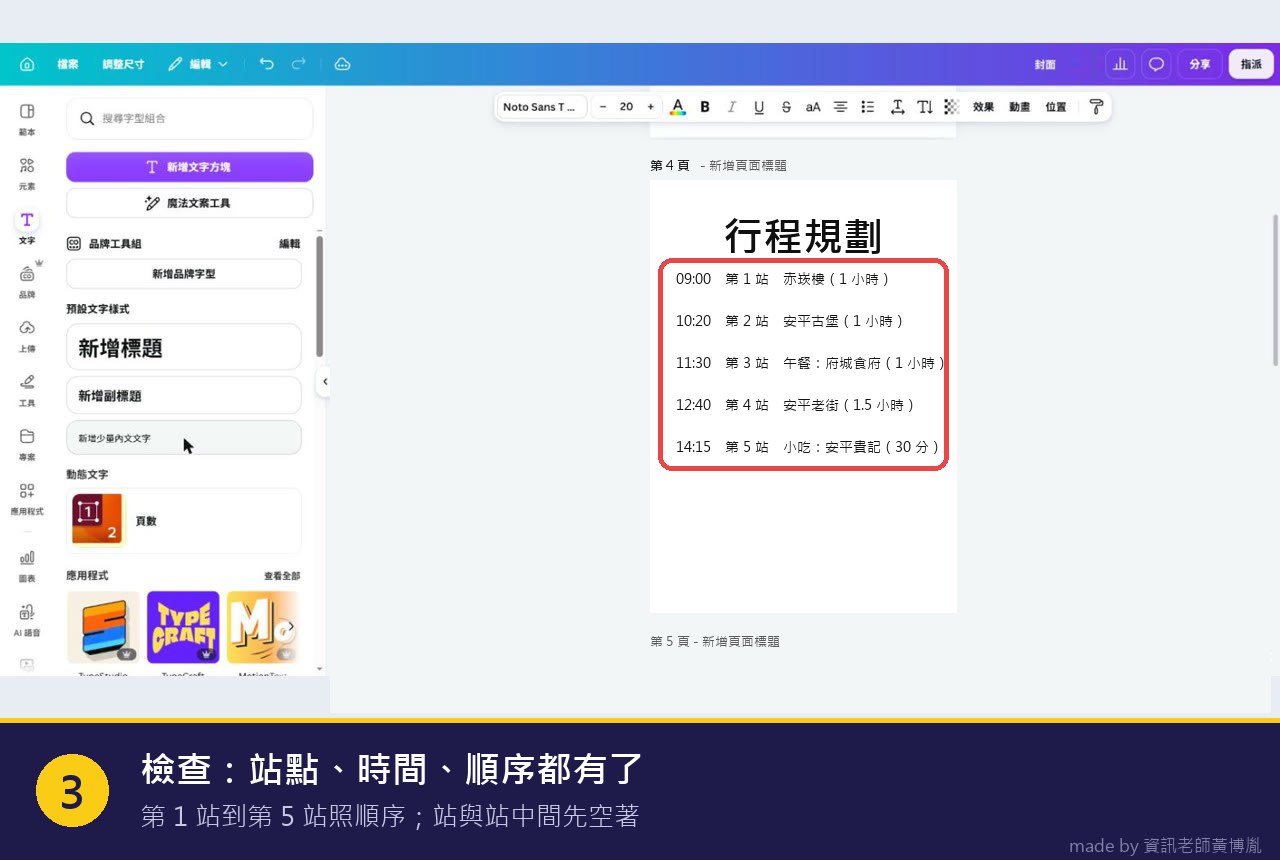 檔案 調整尺寸 編輯 封面 分享 指派
範本
元素
文字
品牌
上傳
工具
專案
應用程式
圖表
AI 語音
搜尋字型組合
新增文字方塊
魔法文案工具
品牌工具組 編輯
新增品牌字型
預設文字樣式
新增標題
新增副標題
新增少量內文文字
動態文字
1 2 頁數
應用程式 查看全部
TYPE CRAFT Mo
TypeStudio TypeCraft
Noto Sans T ... – 20 + A B I U S aA 效果 動畫 位置
第 4 頁 - 新增頁面標題
行程規劃
09:00 第 1 站 赤崁樓 ( 1 小時 )
10:20 第 2 站 安平古堡 ( 1 小時 )
11:30 第 3 站 午餐：府城食府 ( 1 小時 )
12:40 第 4 站 安平老街 ( 1.5 小時 )
14:15 第 5 站 小吃：安平貴記 ( 30 分 )
第 5 頁 - 新增頁面標題
3
檢查：站點、時間、順序都有了
第 1 站到第 5 站照順序；站與站中間先空著
made by 資訊老師黃博胤